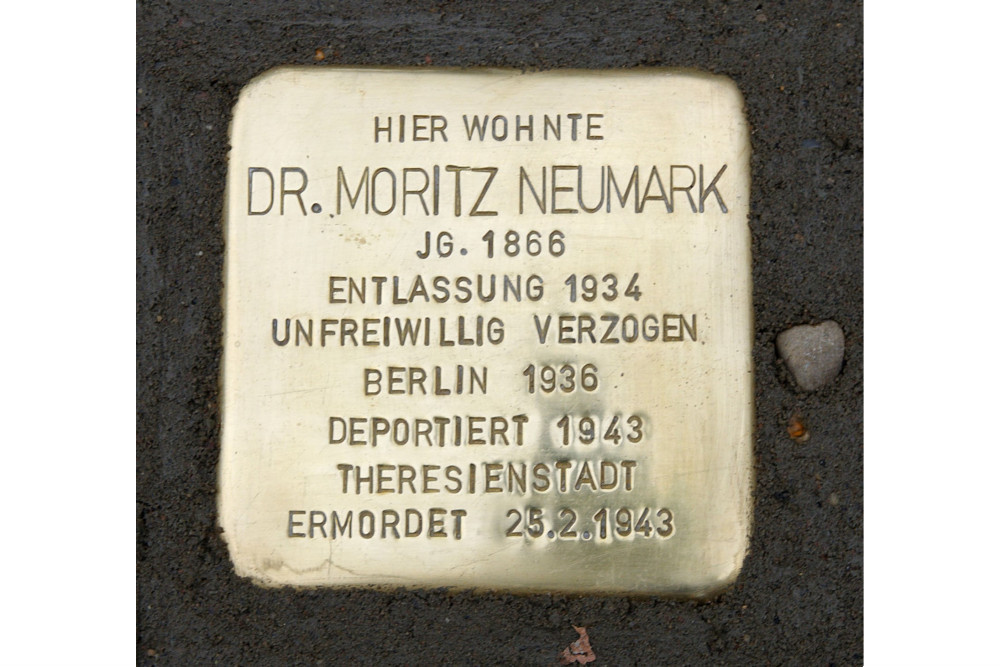 HIER WOHNTE
DR. MORITZ NEUMARK
JG. 1866
ENTLASSUNG 1934
UNFREIWILLIG VERZOGEN
BERLIN 1936
DEPORTIERT 1943
THERESIENSTADT
ERMORDET 25.2.1943